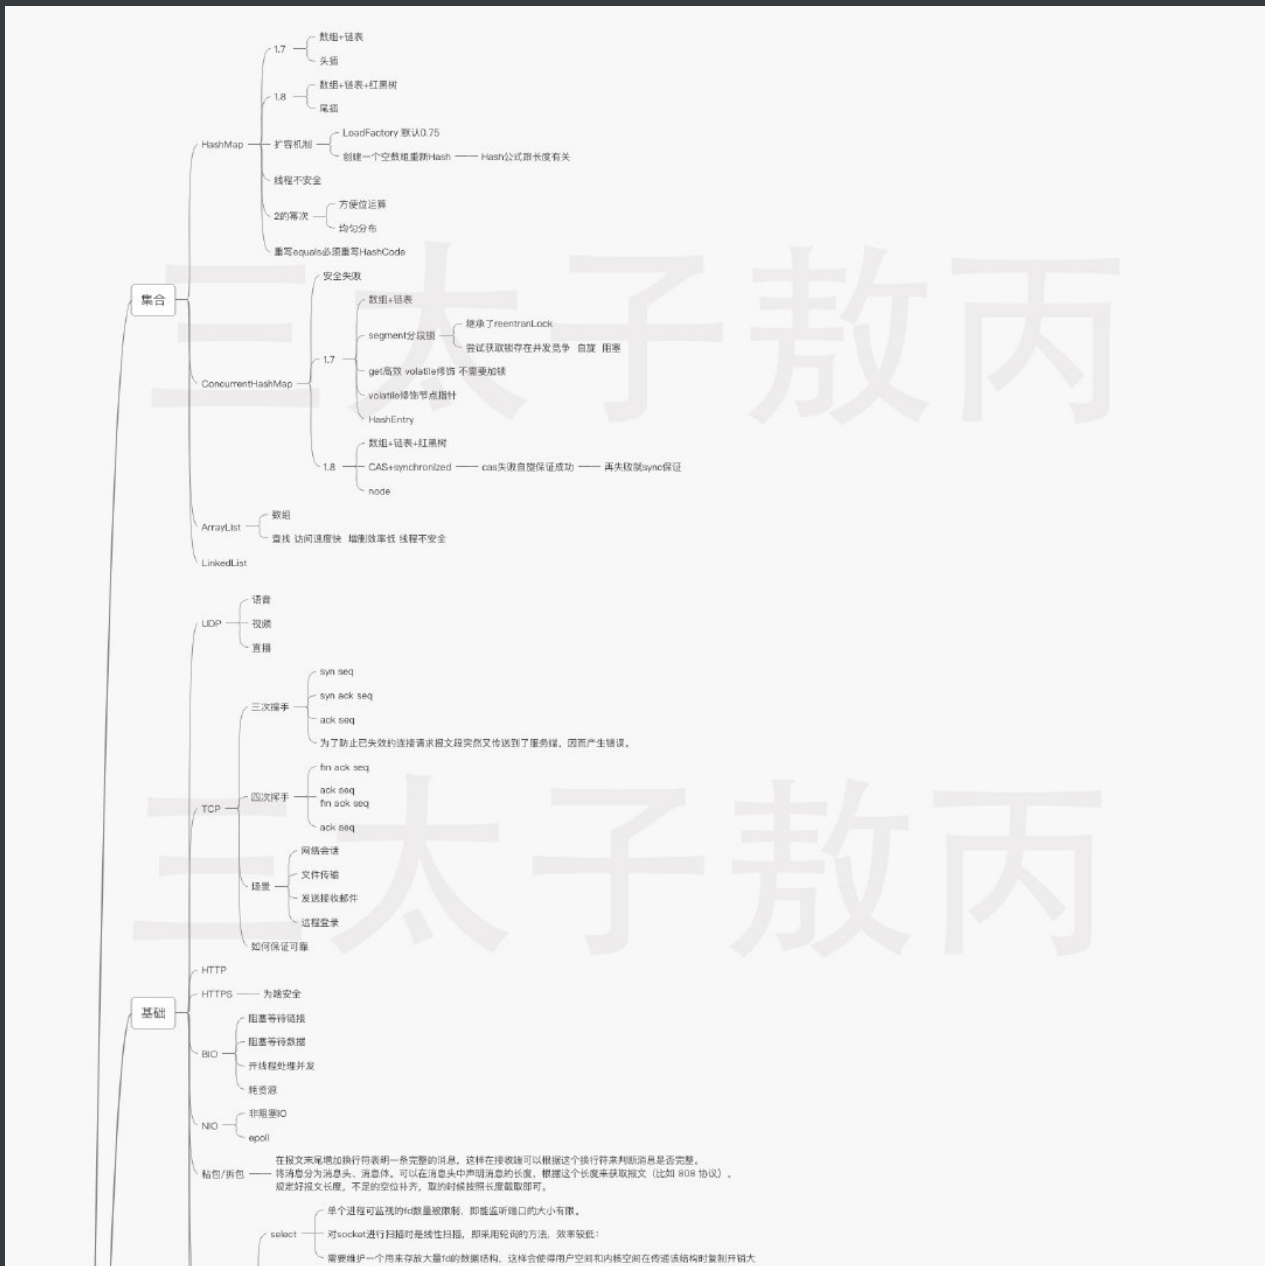 集合
HashMap
1.7
数组+链表
头插
1.8
数组+链表+红黑树
尾插
扩容机制
LoadFactory 默认0.75
创建一个空数组重新Hash
Hash公式跟长度有关
线程不安全
2的幂次
方便位运算
均匀分布
重写equals必须重写HashCode
ConcurrentHashMap
安全失败
1.7
数组+链表
segment分段锁
继承了reentranLock
尝试获取锁存在并发竞争 自旋 阻塞
get高效 volatile修饰 不需要加锁
volatile修饰节点指针
HashEntry
1.8
数组+链表+红黑树
CAS+synchronized
cas失败自旋保证成功
再失败就sync保证
node
ArrayList
数组
查找 访问速度快 增删效率低 线程不安全
LinkedList
基础
UDP
语音
视频
直播
TCP
三次握手
syn seq
syn ack seq
ack seq
为了防止已失效的连接请求报文段突然又传送到了服务端，因而产生错误。
四次挥手
fin ack seq
ack seq
fin ack seq
ack seq
场景
网络会话
文件传输
发送接收邮件
远程登录
如何保证可靠
HTTP
HTTPS
为啥安全
BIO
阻塞等待链接
阻塞等待数据
开线程处理并发
耗资源
NIO
非阻塞IO
epoll
粘包/拆包
在报文末尾增加换行符表明一条完整的消息，这样在接收端可以根据这个换行符来判断消息是否完整。
将消息分为消息头、消息体。可以在消息头中声明消息的长度，根据这个长度来获取报文（比如 808 协议）。
规定好报文长度，不足的空位补齐，取的时候按照长度截取即可。
select
单个进程可监视的fd数量被限制，即能监听端口的大小有限。
对socket进行扫描时是线性扫描，即采用轮询的方法，效率较低：
需要维护一个用来存放大量fd的数据结构，这样会使得用户空间和内核空间在传递该结构时复制开销大
三太子敖丙
三太子敖丙